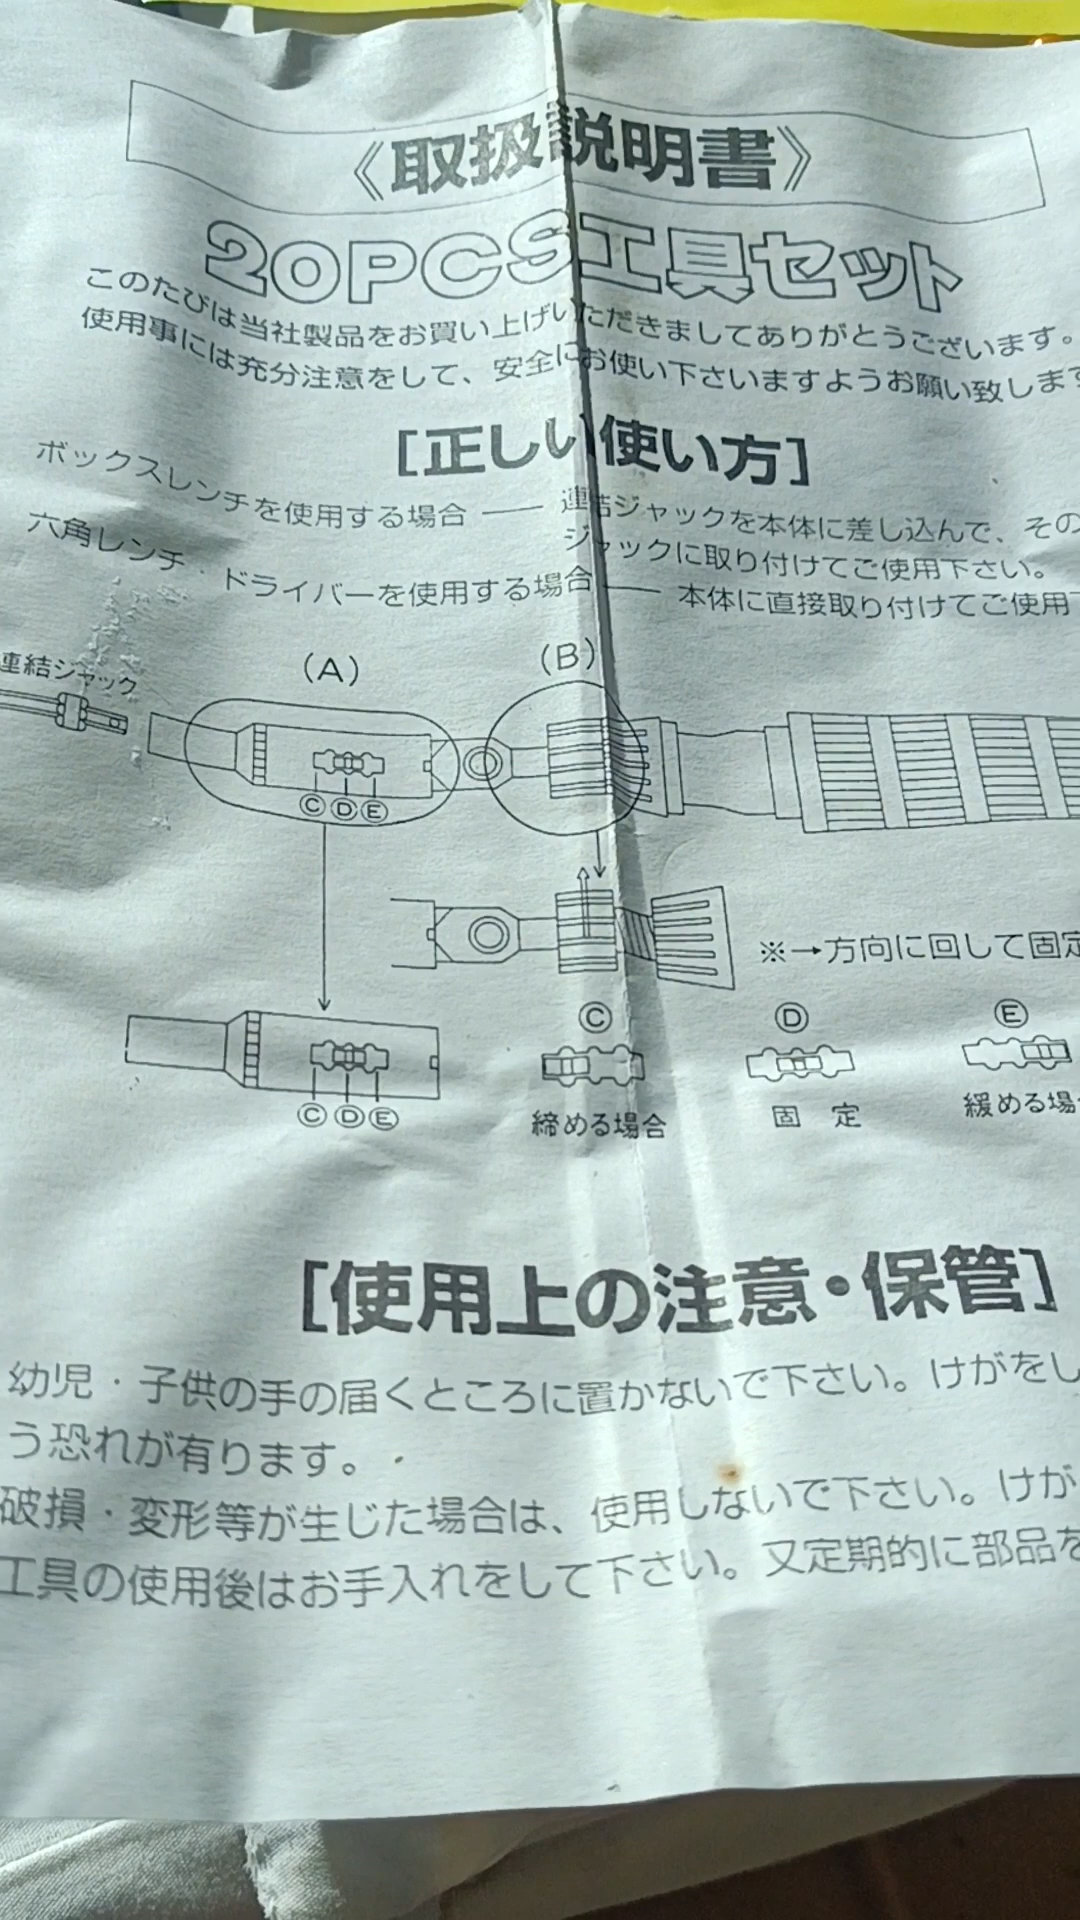 《取扱説明書》
20PCS工具セット
このたびは当社製品をお買い上げいただきましてありがとうございます。
使用事には充分注意をして、安全にお使い下さいますようお願い致します
[正しい使い方]
ボックスレンチを使用する場合 ── 連結ジャックを本体に差し込んで、その
ジャックに取り付けてご使用下さい。
六角レンチ・ドライバーを使用する場合 ── 本体に直接取り付けてご使用
連結ジャック
(A) (B)
Ⓒ Ⓓ Ⓔ
※→方向に回して固定
Ⓒ Ⓓ Ⓔ
Ⓒ Ⓓ Ⓔ
締める場合 固 定 緩める場合
[使用上の注意・保管]
幼児・子供の手の届くところに置かないで下さい。けがをし
う恐れが有ります。
破損・変形等が生じた場合は、使用しないで下さい。けが
工具の使用後はお手入れをして下さい。又定期的に部品を